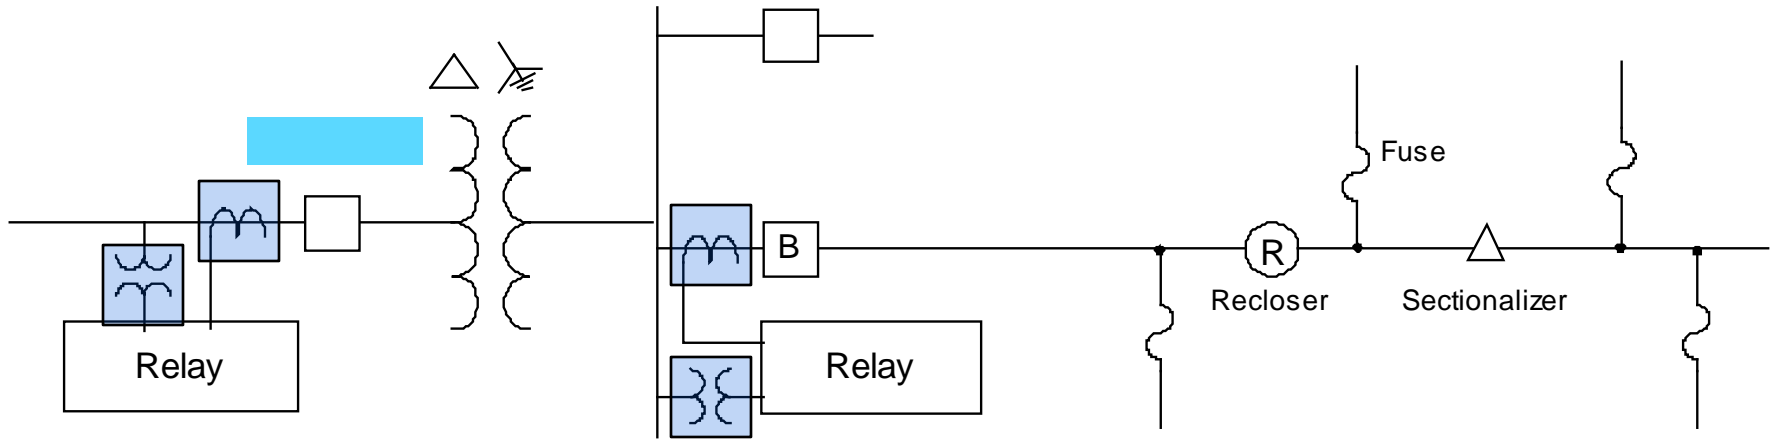 Fuse
B
R
Recloser
Sectionalizer
Relay
Relay